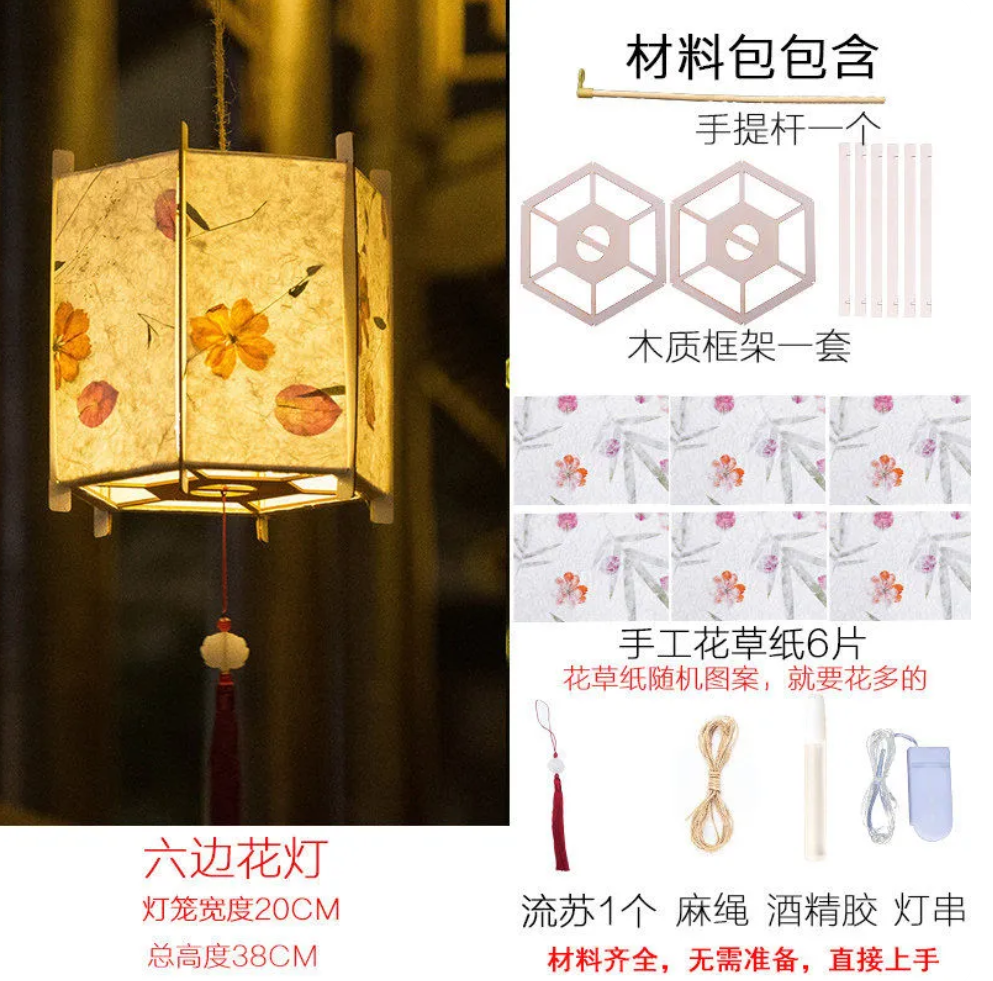 材料包包含
手提杆一个
木质框架一套
手工花草纸6片
花草纸随机图案，就要花多的
流苏1个 麻绳 酒精胶 灯串
材料齐全，无需准备，直接上手
六边花灯
灯笼宽度20CM
总高度38CM